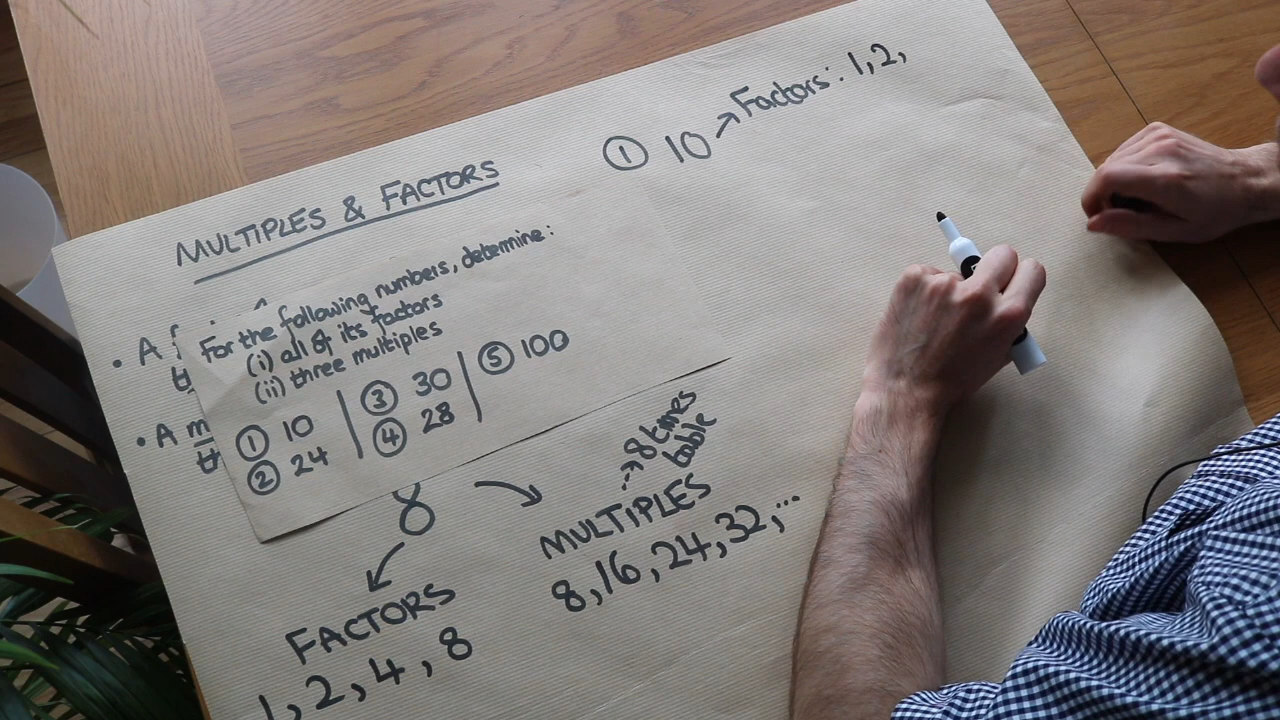 MULTIPLES & FACTORS
For the following numbers, determine:
(i) all of its factors
(ii) three multiples
① 10
② 24
③ 30
④ 28
⑤ 100
• A
• A m
8
FACTORS
1, 2, 4, 8
⇢ 8 times
table
MULTIPLES
8, 16, 24, 32, ...
① 10 → Factors: 1, 2,